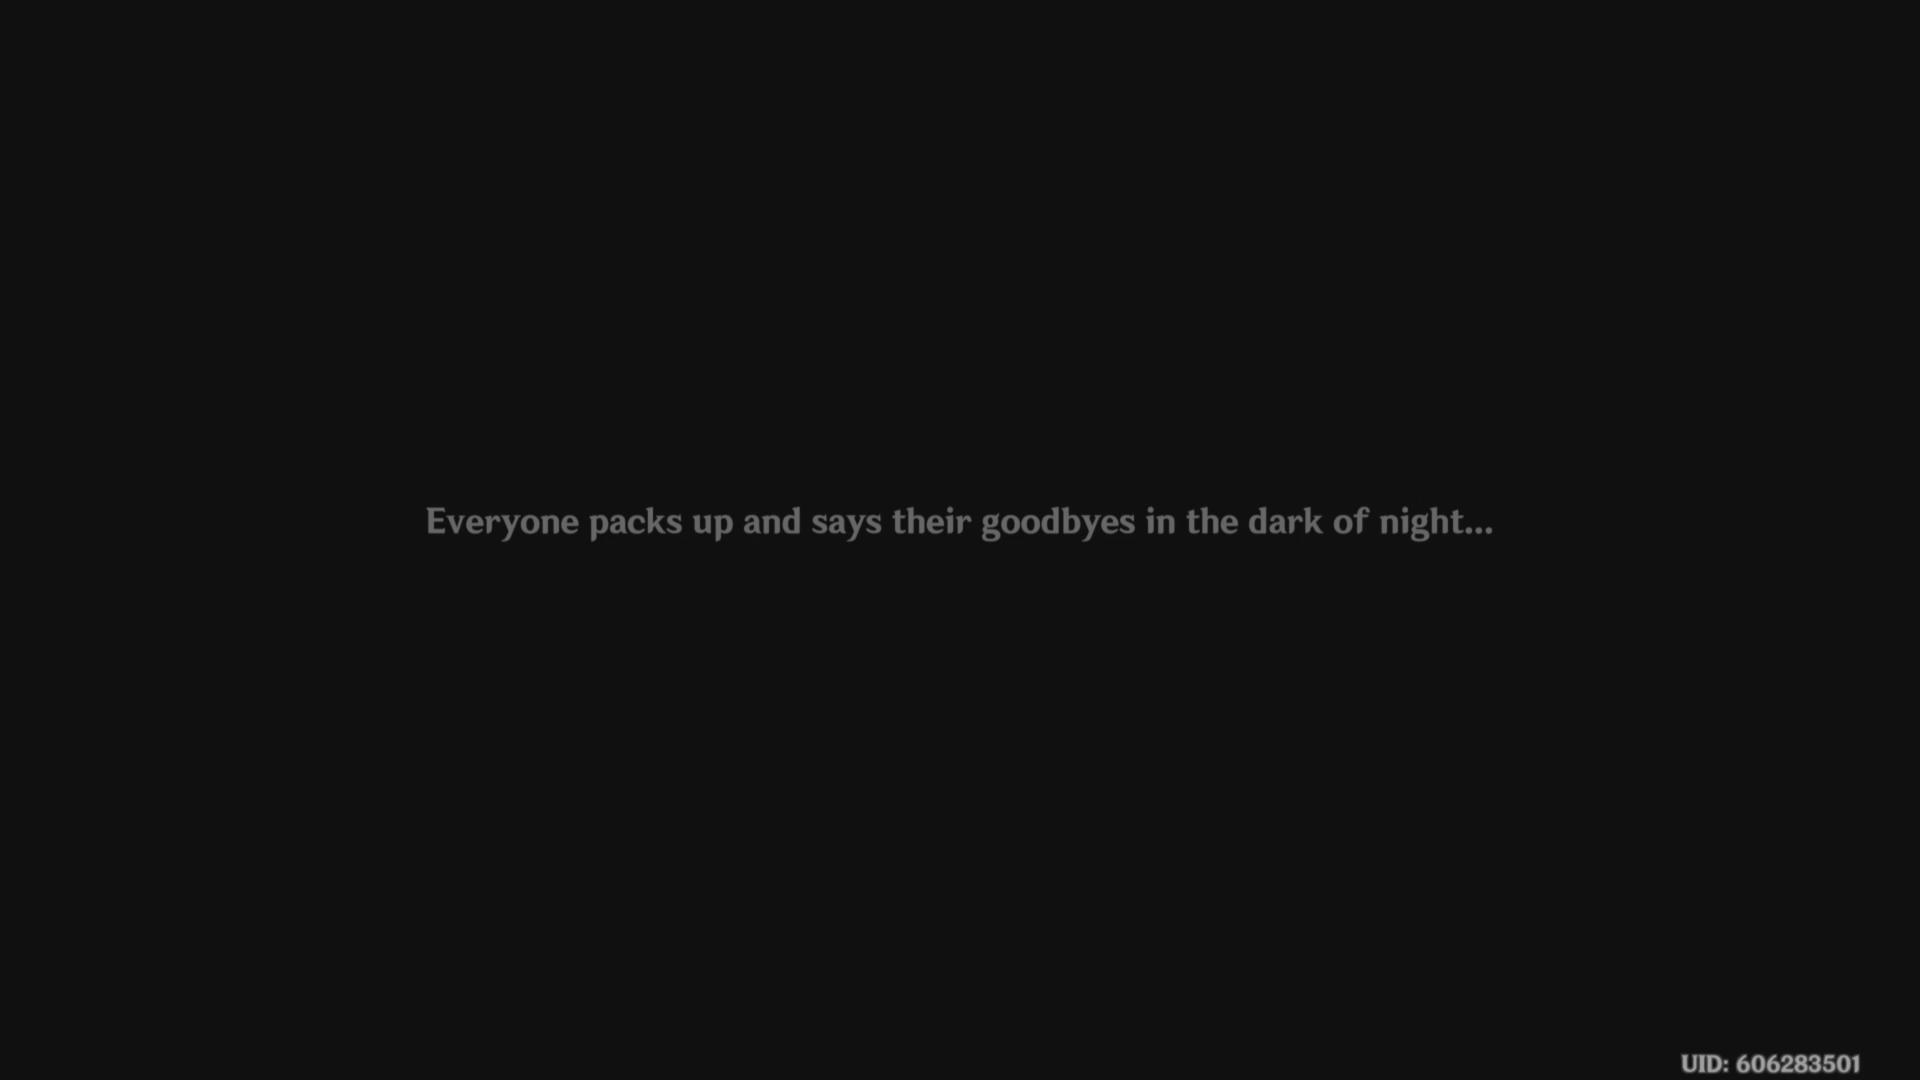 Everyone packs up and says their goodbyes in the dark of night...
UID: 606283501